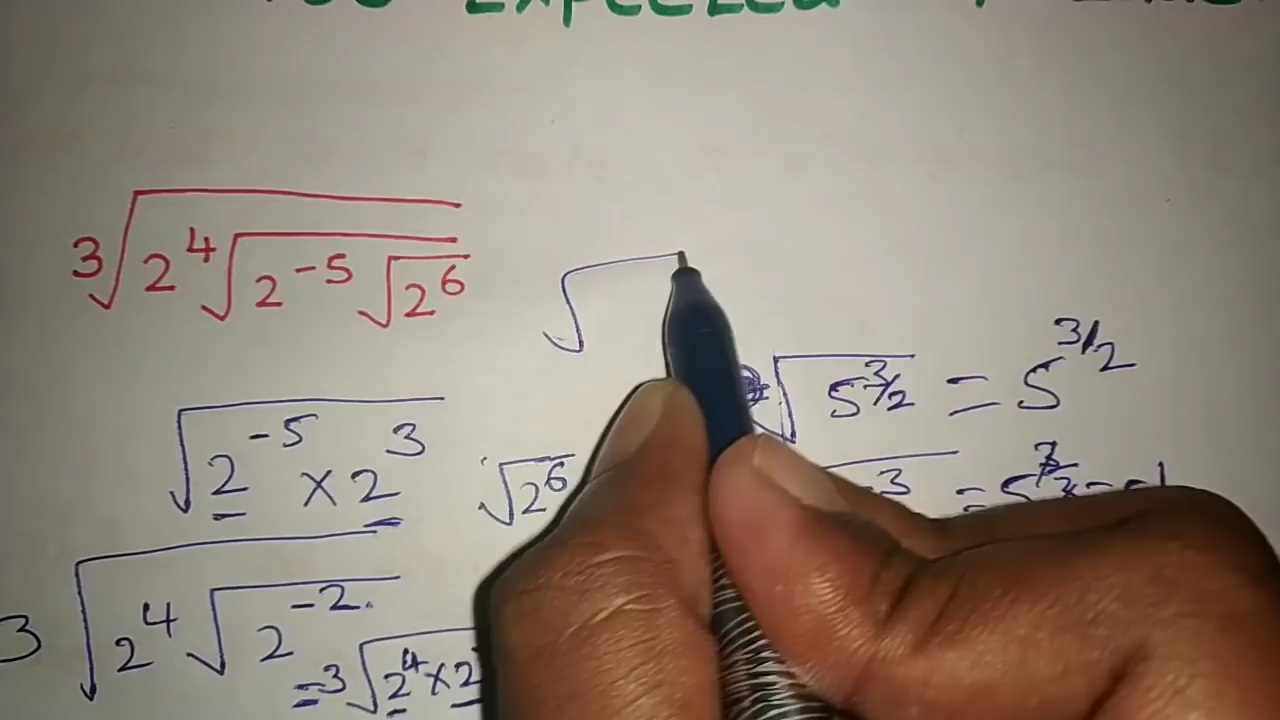 Expected
³√(2⁴√(2⁻⁵√(2⁶)))
√(5^(3/2)) = 5^(3/2)
√(2⁻⁵ × 2³)
√(2⁶)
3√(2⁴√(2⁻².))
= ³√(2⁴ × 2